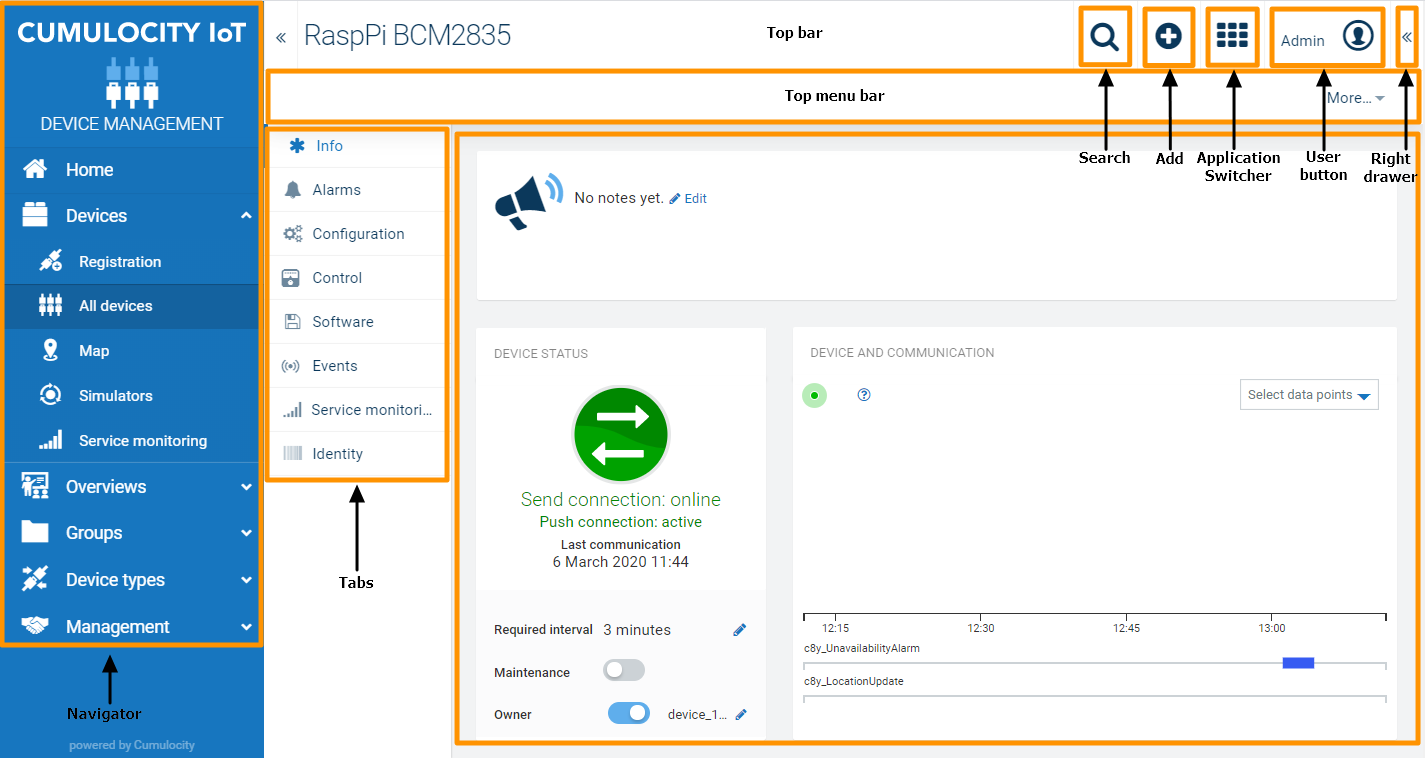 CUMULOCITY IoT
DEVICE MANAGEMENT
Home
Devices
Registration
All devices
Map
Simulators
Service monitoring
Overviews
Groups
Device types
Management
Navigator
powered by Cumulocity
« RaspPi BCM2835
Top bar
Admin
«
Top menu bar
More...
Search
Add
Application
Switcher
User
button
Right
drawer
Info
Alarms
Configuration
Control
Software
Events
Service monitori...
Identity
Tabs
No notes yet. Edit
DEVICE STATUS
Send connection: online
Push connection: active
Last communication
6 March 2020 11:44
Required interval 3 minutes
Maintenance
Owner device_1...
DEVICE AND COMMUNICATION
?
Select data points
12:15 12:30 12:45 13:00
c8y_UnavailabilityAlarm
c8y_LocationUpdate